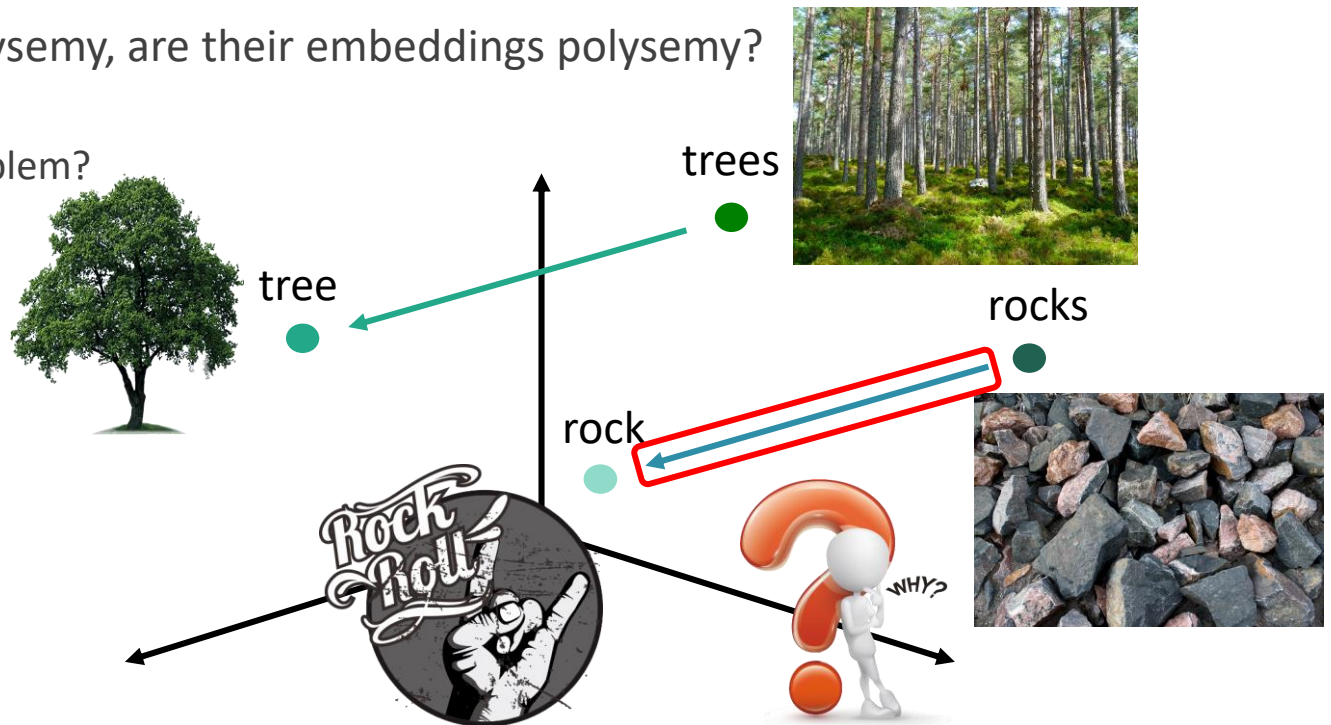 ysemy, are their embeddings polysemy?
blem?
trees
tree
rocks
rock
Rock
Roll
WHY?